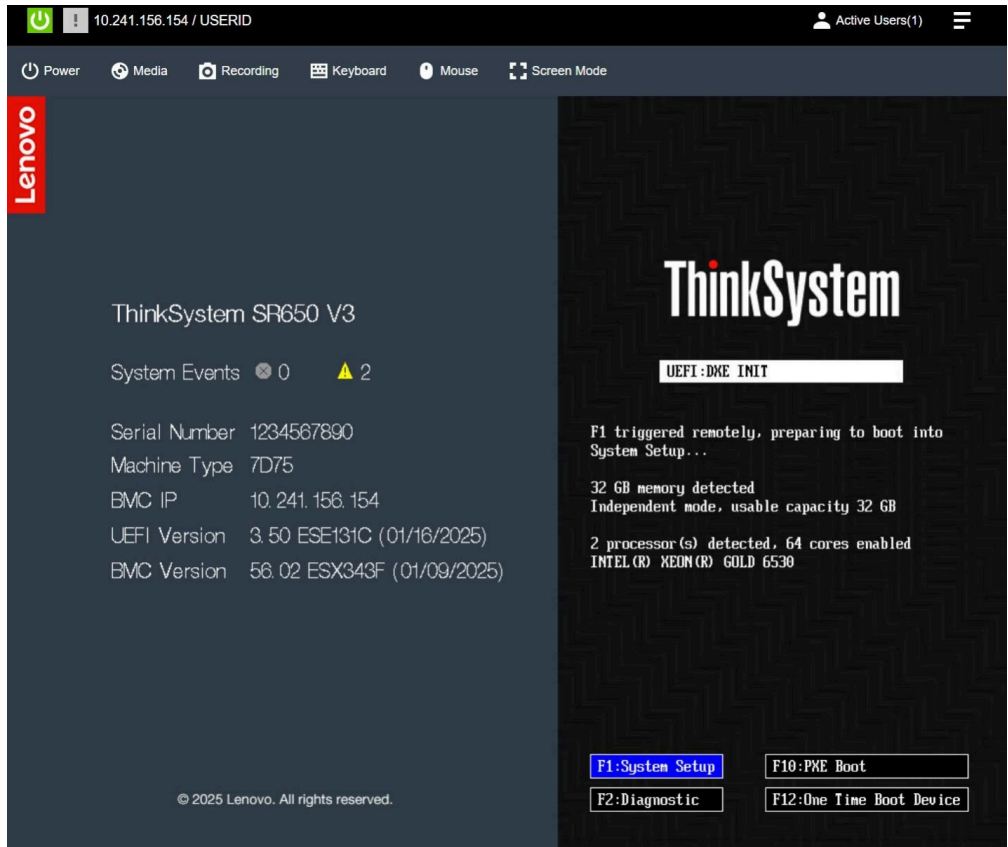 10.241.156.154 / USERID
Active Users(1)
Power
Media
Recording
Keyboard
Mouse
Screen Mode
Lenovo
ThinkSystem SR650 V3
System Events 0 2
Serial Number 1234567890
Machine Type 7D75
BMC IP 10. 241. 156. 154
UEFI Version 3. 50 ESE131C (01/16/2025)
BMC Version 56. 02 ESX343F (01/09/2025)
© 2025 Lenovo. All rights reserved.
ThinkSystem
UEFI:DXE INIT
F1 triggered remotely, preparing to boot into
System Setup...
32 GB memory detected
Independent mode, usable capacity 32 GB
2 processor(s) detected, 64 cores enabled
INTEL(R) XEON(R) GOLD 6530
F1:System Setup
F10:PXE Boot
F2:Diagnostic
F12:One Time Boot Device